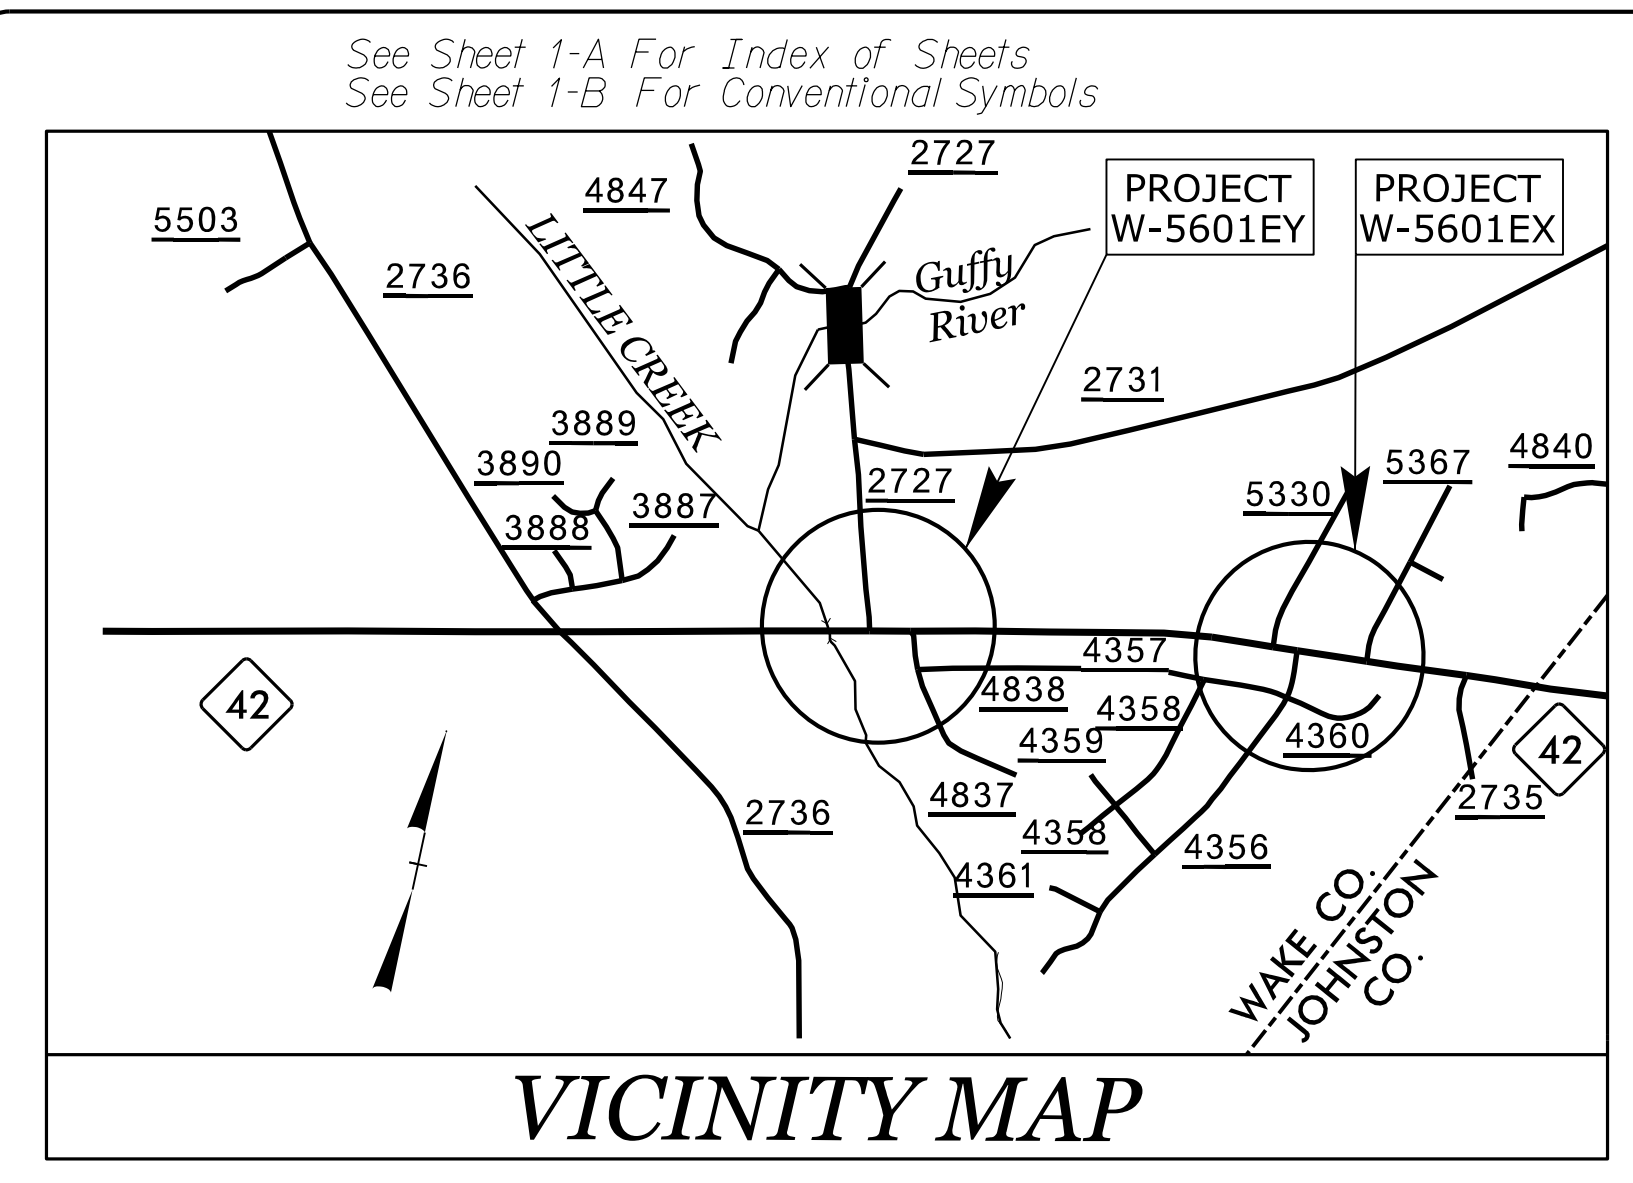 See Sheet 1-A For Index of Sheets
See Sheet 1-B For Conventional Symbols
2727
4847
PROJECT
W-5601EY
PROJECT
W-5601EX
5503
2736
LITTLE CREEK
Guffy
River
2731
3889
3890
2727
4840
5367
5330
3887
3888
4357
4838
4358
42
4359
4360
42
4837
2735
2736
4358
4356
4361
WAKE CO.
JOHNSTON
CO.
VICINITY MAP